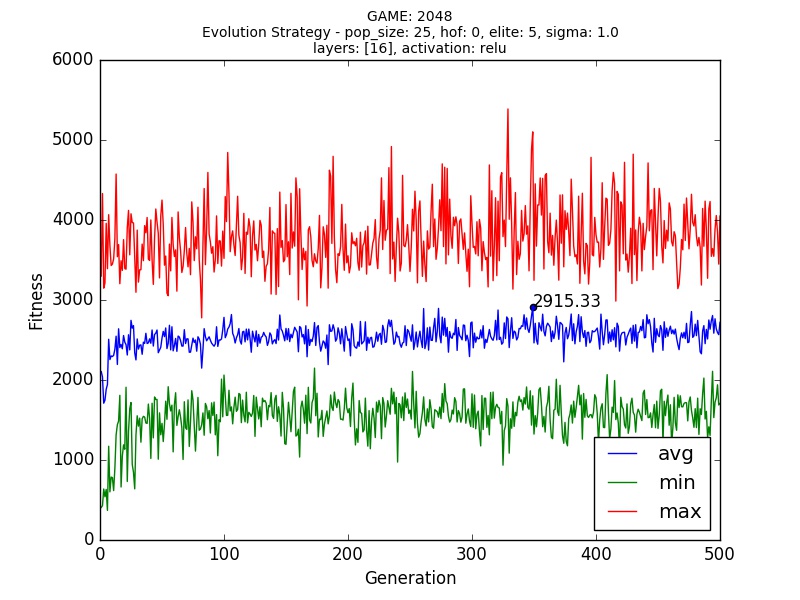 GAME: 2048
Evolution Strategy - pop_size: 25, hof: 0, elite: 5, sigma: 1.0
layers: [16], activation: relu
6000
5000
4000
3000
2000
1000
0
Fitness
2915.33
avg
min
max
0 100 200 300 400 500
Generation